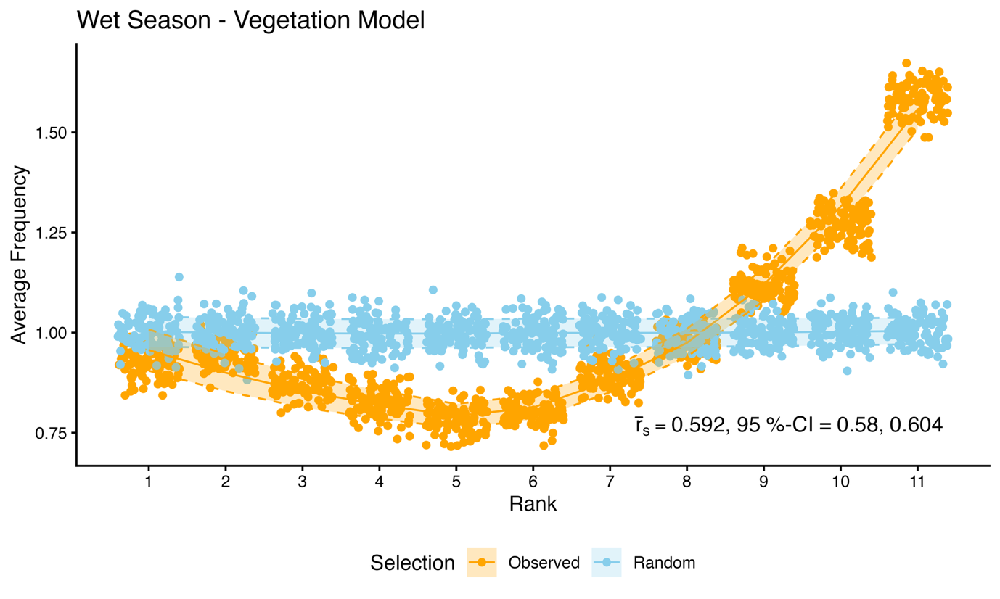 Wet Season - Vegetation Model
Average Frequency
1.50
1.25
1.00
0.75
r̄s = 0.592, 95 %-CI = 0.58, 0.604
1 2 3 4 5 6 7 8 9 10 11
Rank
Selection Observed Random